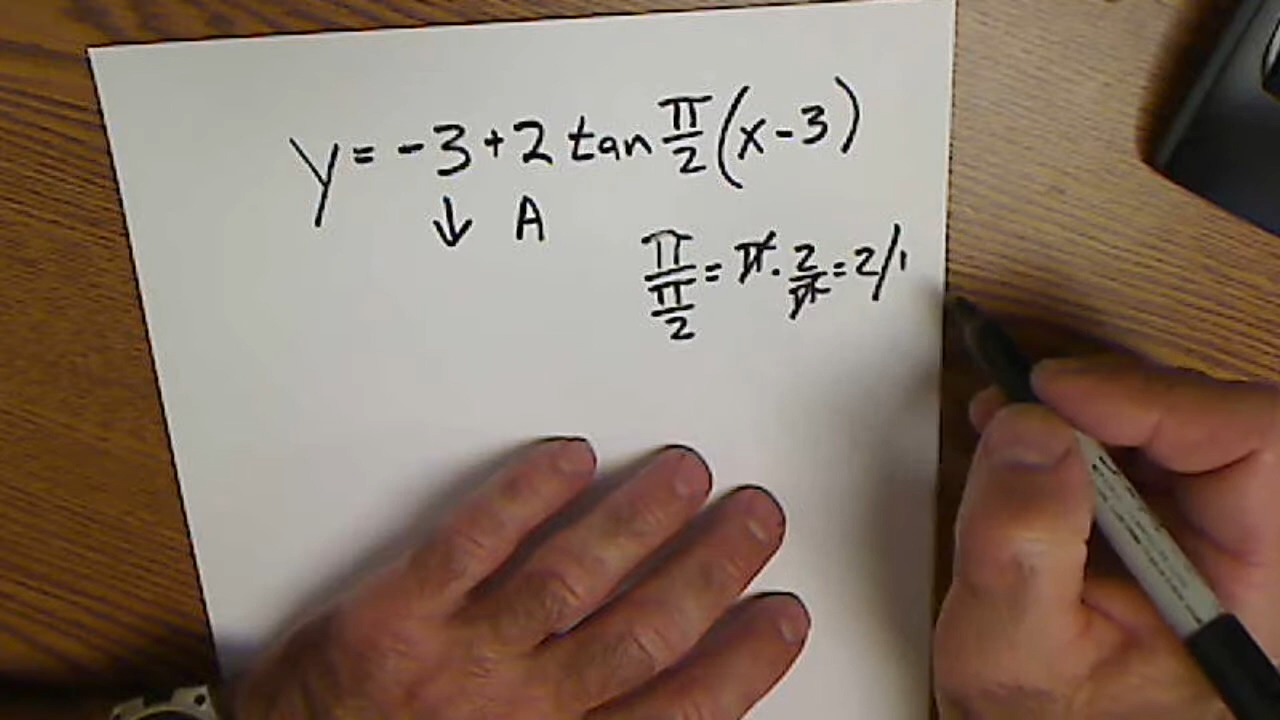 y = -3 + 2 tan π/2 (x - 3)
↓ A
π/(π/2) = π · 2/π = 2/1